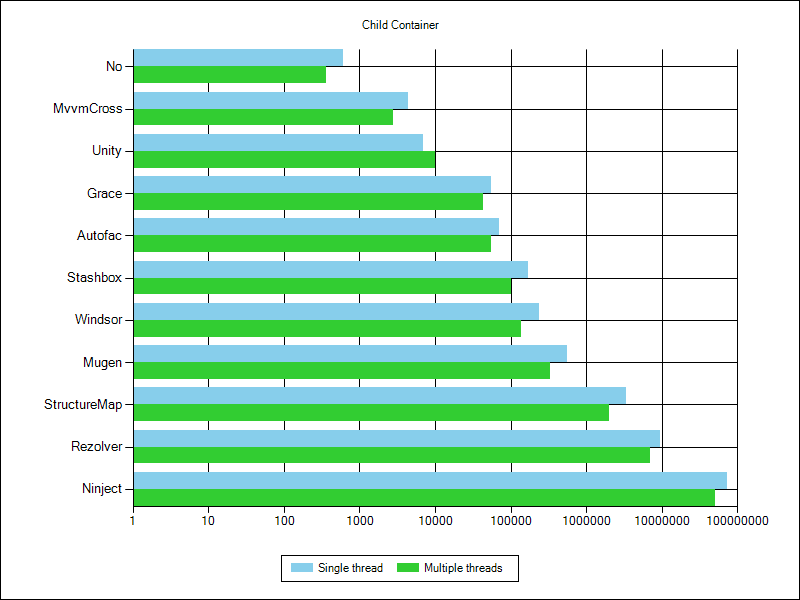 Child Container
No
MvvmCross
Unity
Grace
Autofac
Stashbox
Windsor
Mugen
StructureMap
Rezolver
Ninject
1 10 100 1000 10000 100000 1000000 10000000 100000000
Single thread Multiple threads